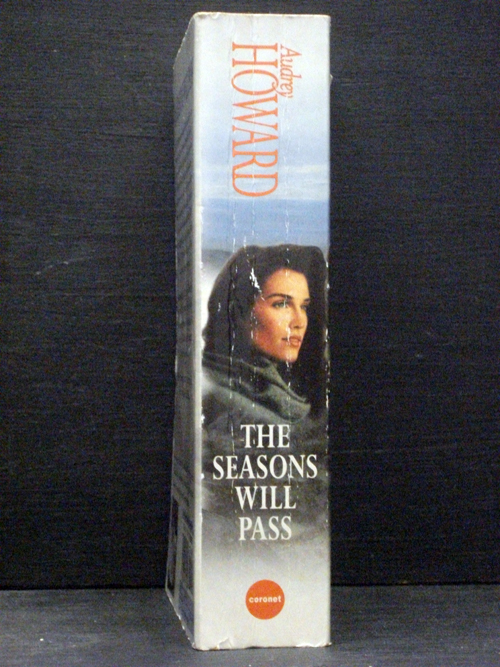 Audrey
HOWARD
THE
SEASONS
WILL
PASS
coronet